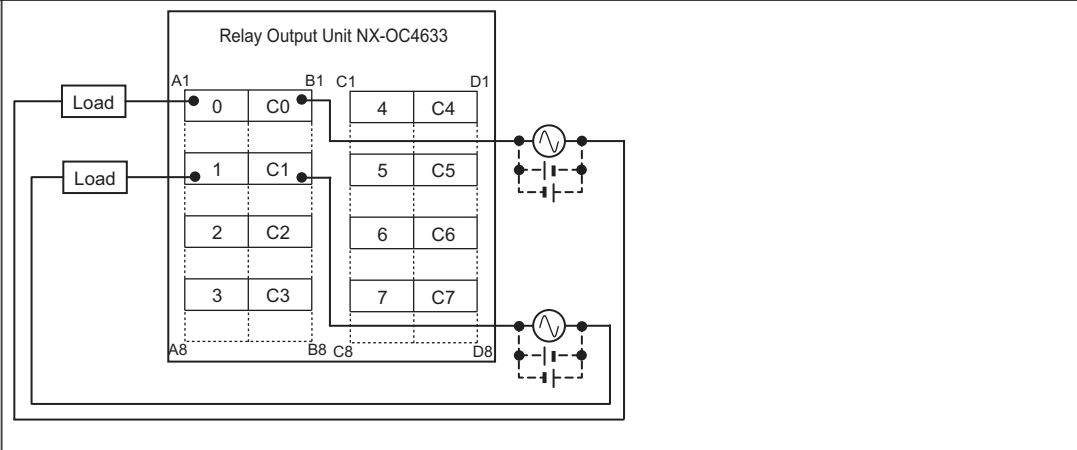 Relay Output Unit NX-OC4633
A1 B1 C1 D1
Load 0 C0 4 C4
Load 1 C1 5 C5
2 C2 6 C6
3 C3 7 C7
A8 B8 C8 D8